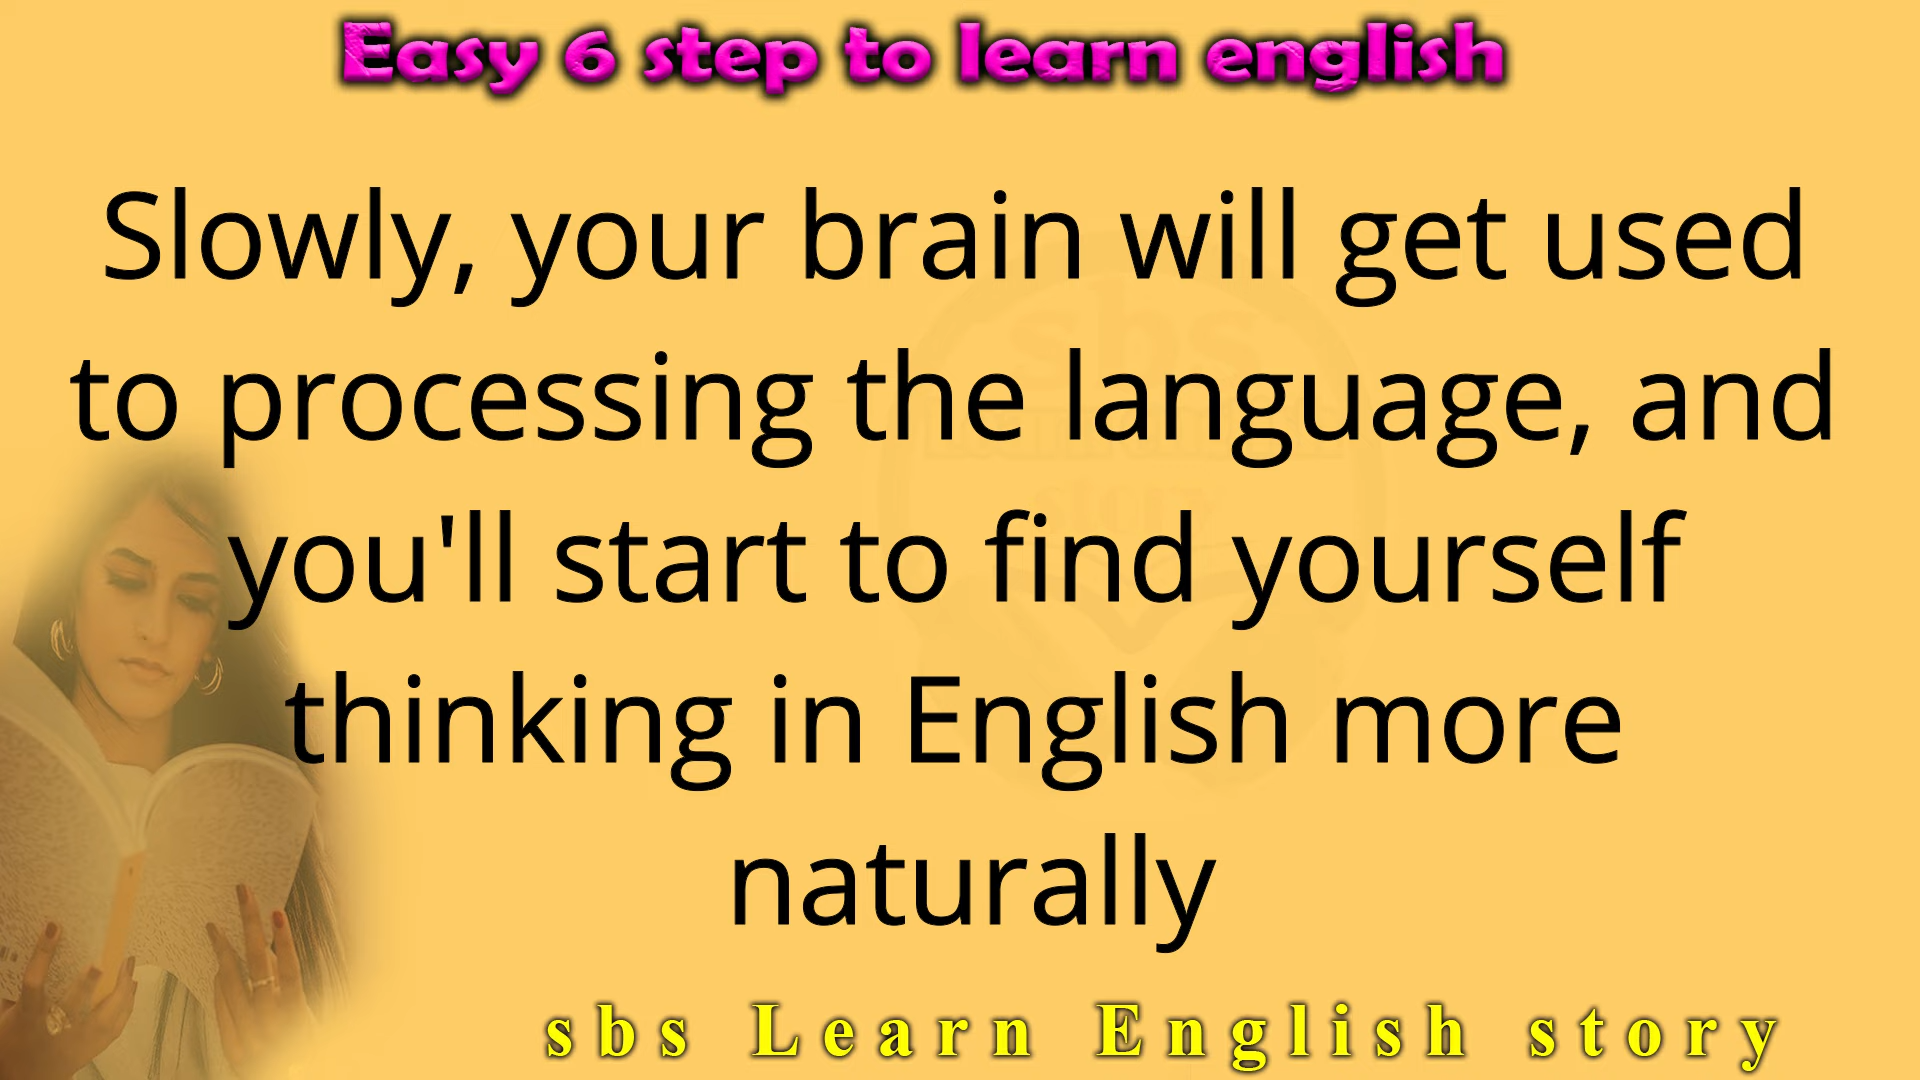 Easy 6 step to learn english
Slowly, your brain will get used
to processing the language, and
you'll start to find yourself
thinking in English more
naturally
sbs Learn English story